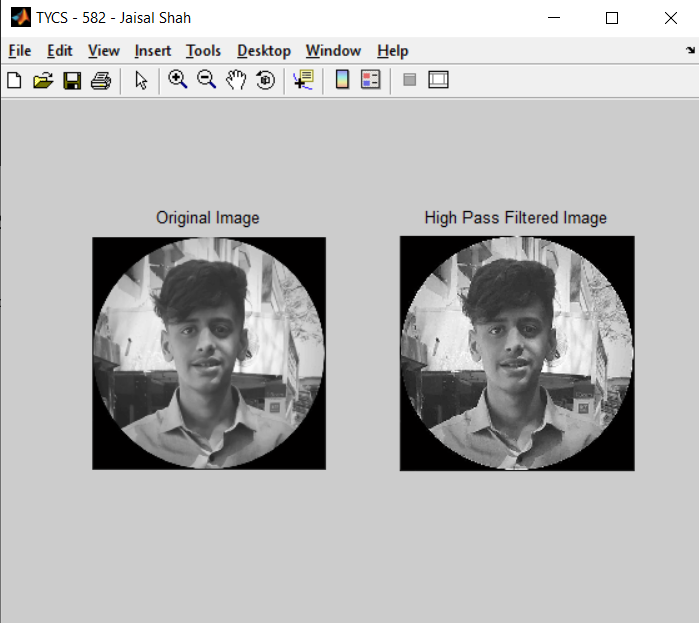 TYCS - 582 - Jaisal Shah
File Edit View Insert Tools Desktop Window Help
Original Image High Pass Filtered Image